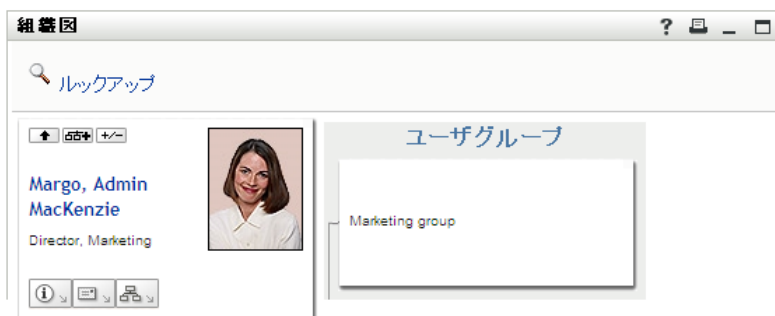 組織図
ルックアップ
Margo, Admin
MacKenzie
Director, Marketing
ユーザグループ
Marketing group